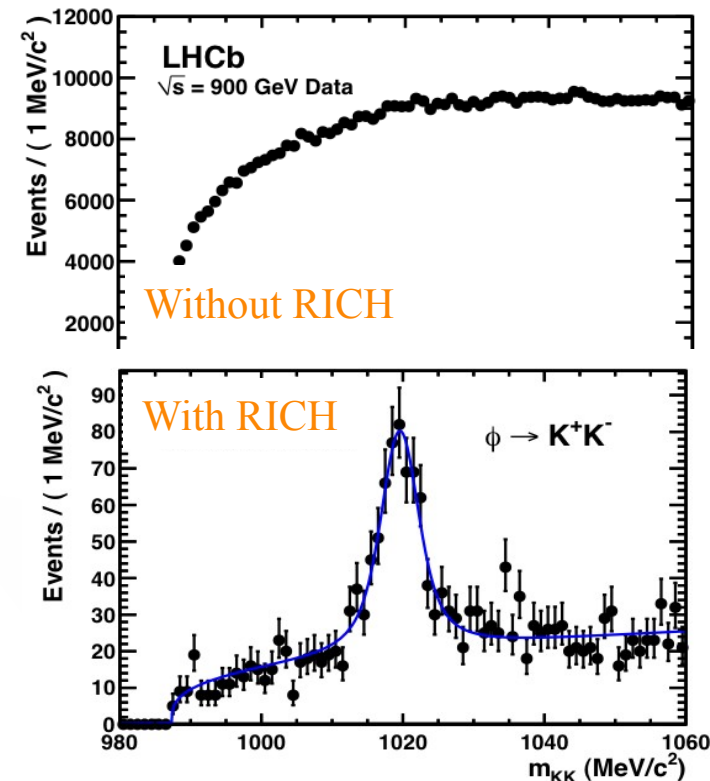 12000
10000
8000
6000
4000
2000
Events / ( 1 MeV/c² )
LHCb
√s = 900 GeV Data
Without RICH
90
80
70
60
50
40
30
20
10
0
Events / ( 1 MeV/c² )
With RICH
ϕ → K⁺K⁻
980 1000 1020 1040 1060
m_KK (MeV/c²)